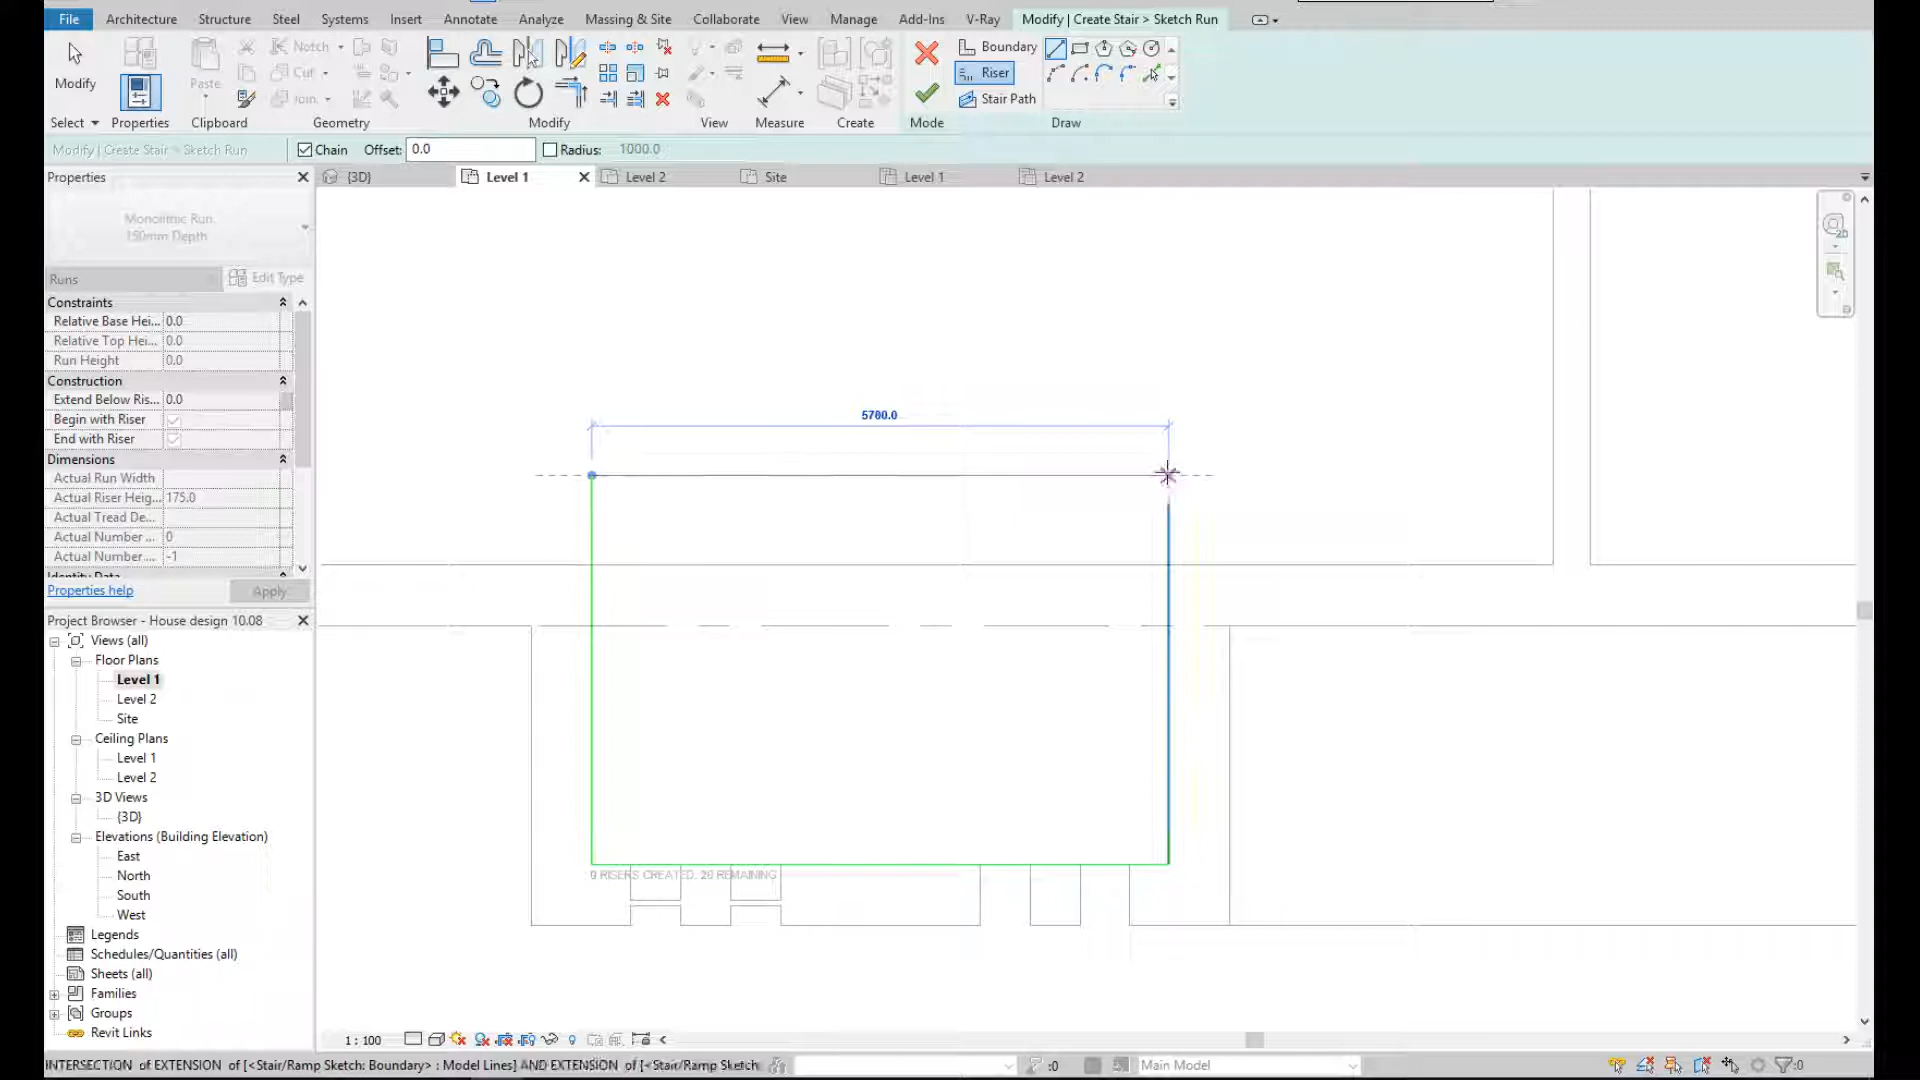 File Architecture Structure Steel Systems Insert Annotate Analyze Massing & Site Collaborate View Manage Add-Ins V-Ray Modify | Create Stair > Sketch Run
Modify
Notch
Cut
Join
Paste
Boundary
Riser
Stair Path
Select Properties Clipboard Geometry Modify View Measure Create Mode Draw
Modify | Create Stair > Sketch Run Chain Offset: 0.0 Radius: 1000.0
Properties
{3D} Level 1 Level 2 Site Level 1 Level 2
Monolithic Run
150mm Depth
Runs Edit Type
Constraints
Relative Base Hei... 0.0
Relative Top Hei... 0.0
Run Height 0.0
Construction
Extend Below Ris... 0.0
Begin with Riser
End with Riser
Dimensions
Actual Run Width
Actual Riser Heig... 175.0
Actual Tread De...
Actual Number ... 0
Actual Number ... -1
Identity Data
Properties help Apply
Project Browser - House design 10.08
Views (all)
Floor Plans
Level 1
Level 2
Site
Ceiling Plans
Level 1
Level 2
3D Views
{3D}
Elevations (Building Elevation)
East
North
South
West
Legends
Schedules/Quantities (all)
Sheets (all)
Families
Groups
Revit Links
2D
5700.0
0 RISERS CREATED, 20 REMAINING
1 : 100
INTERSECTION of EXTENSION of [<Stair/Ramp Sketch: Boundary> : Model Lines] AND EXTENSION of [<Stair/Ramp Sketch :0 Main Model :0